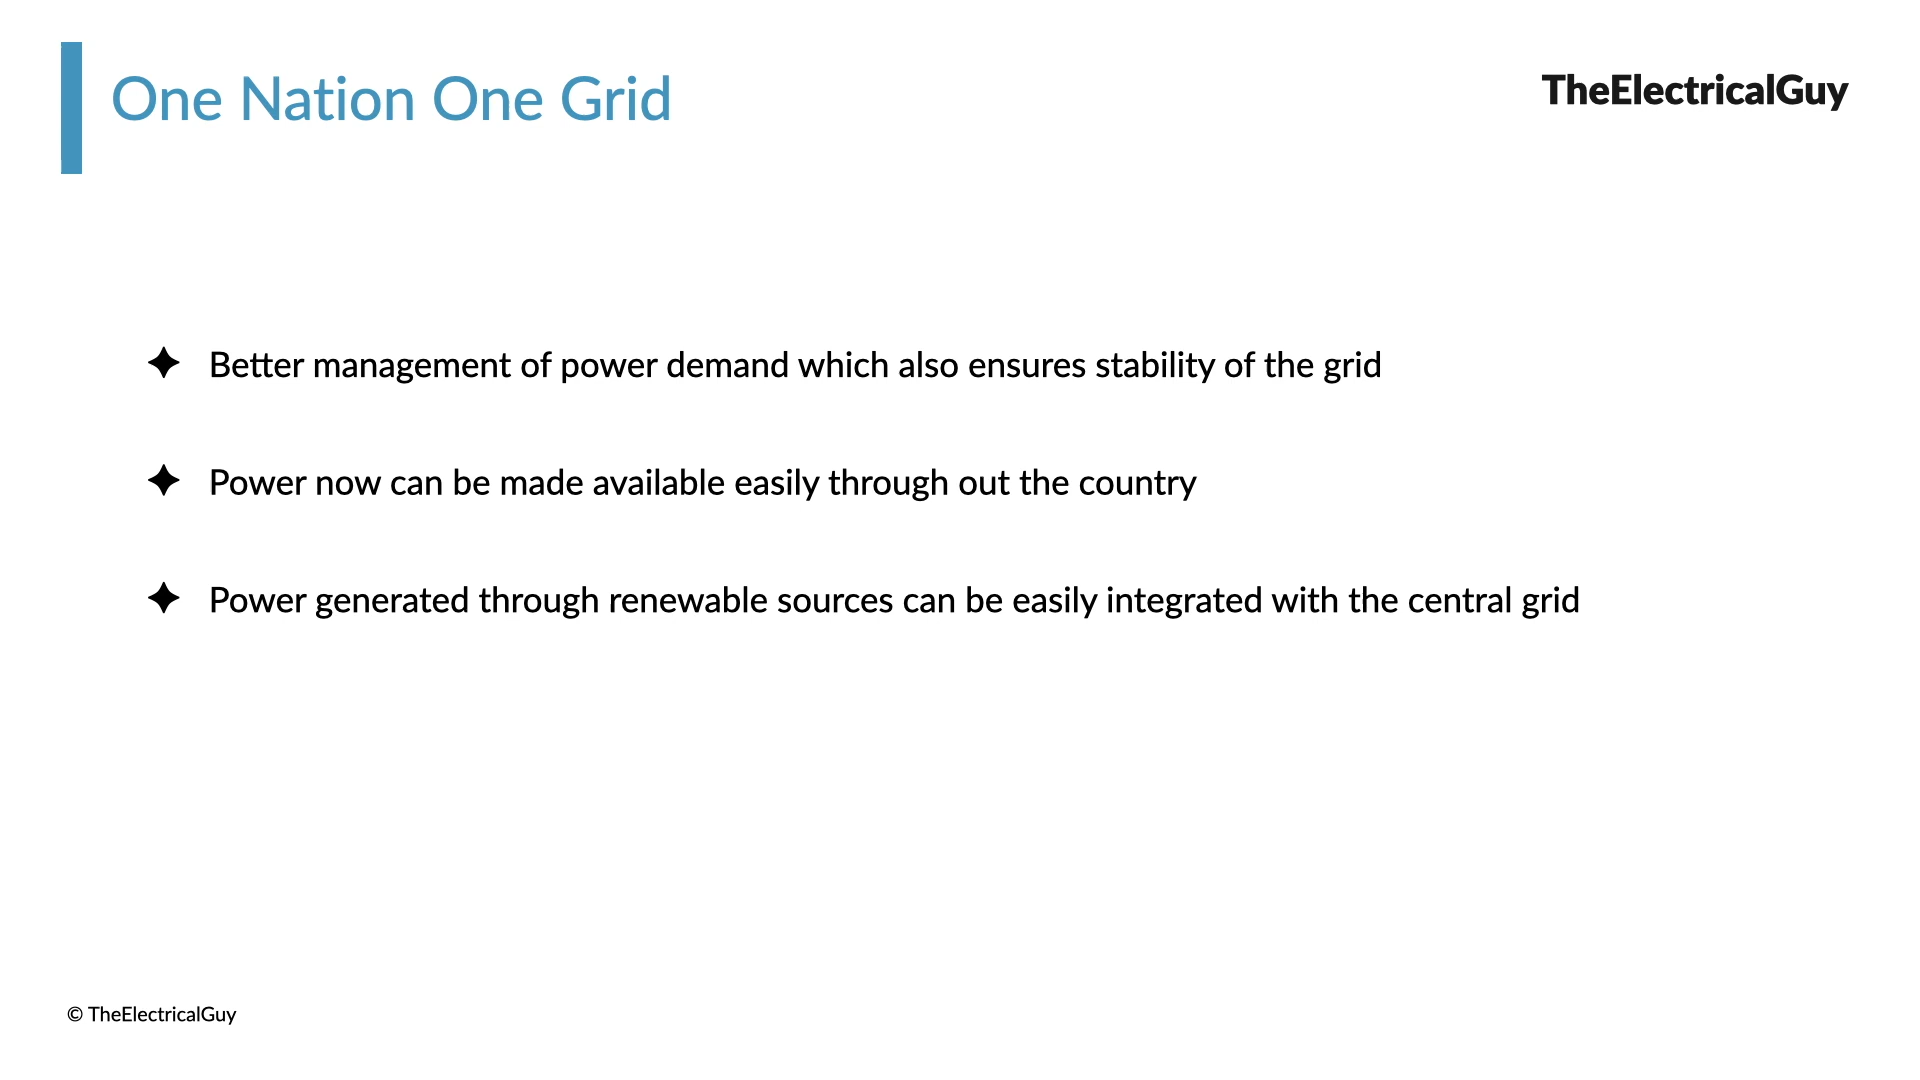 One Nation One Grid
TheElectricalGuy
Better management of power demand which also ensures stability of the grid
Power now can be made available easily through out the country
Power generated through renewable sources can be easily integrated with the central grid
© TheElectricalGuy